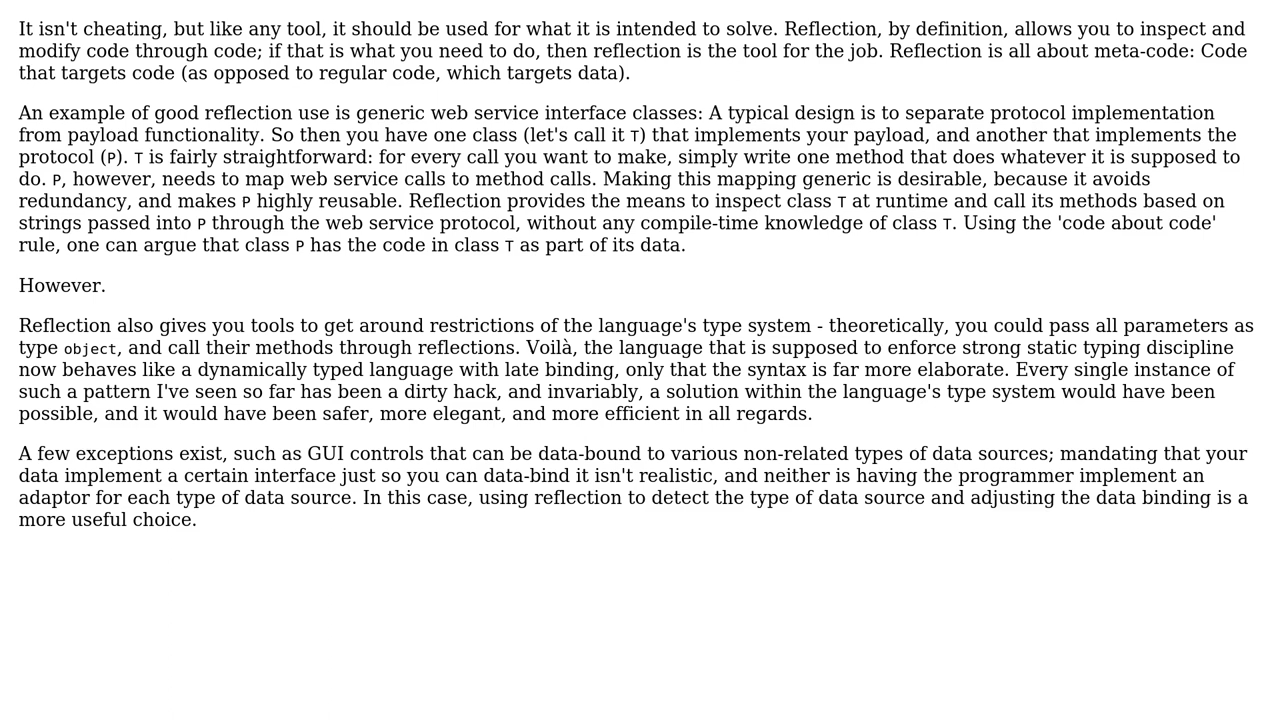 It isn't cheating, but like any tool, it should be used for what it is intended to solve. Reflection, by definition, allows you to inspect and
modify code through code; if that is what you need to do, then reflection is the tool for the job. Reflection is all about meta-code: Code
that targets code (as opposed to regular code, which targets data).
An example of good reflection use is generic web service interface classes: A typical design is to separate protocol implementation
from payload functionality. So then you have one class (let's call it T) that implements your payload, and another that implements the
protocol (P). T is fairly straightforward: for every call you want to make, simply write one method that does whatever it is supposed to
do. P, however, needs to map web service calls to method calls. Making this mapping generic is desirable, because it avoids
redundancy, and makes P highly reusable. Reflection provides the means to inspect class T at runtime and call its methods based on
strings passed into P through the web service protocol, without any compile-time knowledge of class T. Using the 'code about code'
rule, one can argue that class P has the code in class T as part of its data.
However.
Reflection also gives you tools to get around restrictions of the language's type system - theoretically, you could pass all parameters as
type object, and call their methods through reflections. Voilà, the language that is supposed to enforce strong static typing discipline
now behaves like a dynamically typed language with late binding, only that the syntax is far more elaborate. Every single instance of
such a pattern I've seen so far has been a dirty hack, and invariably, a solution within the language's type system would have been
possible, and it would have been safer, more elegant, and more efficient in all regards.
A few exceptions exist, such as GUI controls that can be data-bound to various non-related types of data sources; mandating that your
data implement a certain interface just so you can data-bind it isn't realistic, and neither is having the programmer implement an
adaptor for each type of data source. In this case, using reflection to detect the type of data source and adjusting the data binding is a
more useful choice.